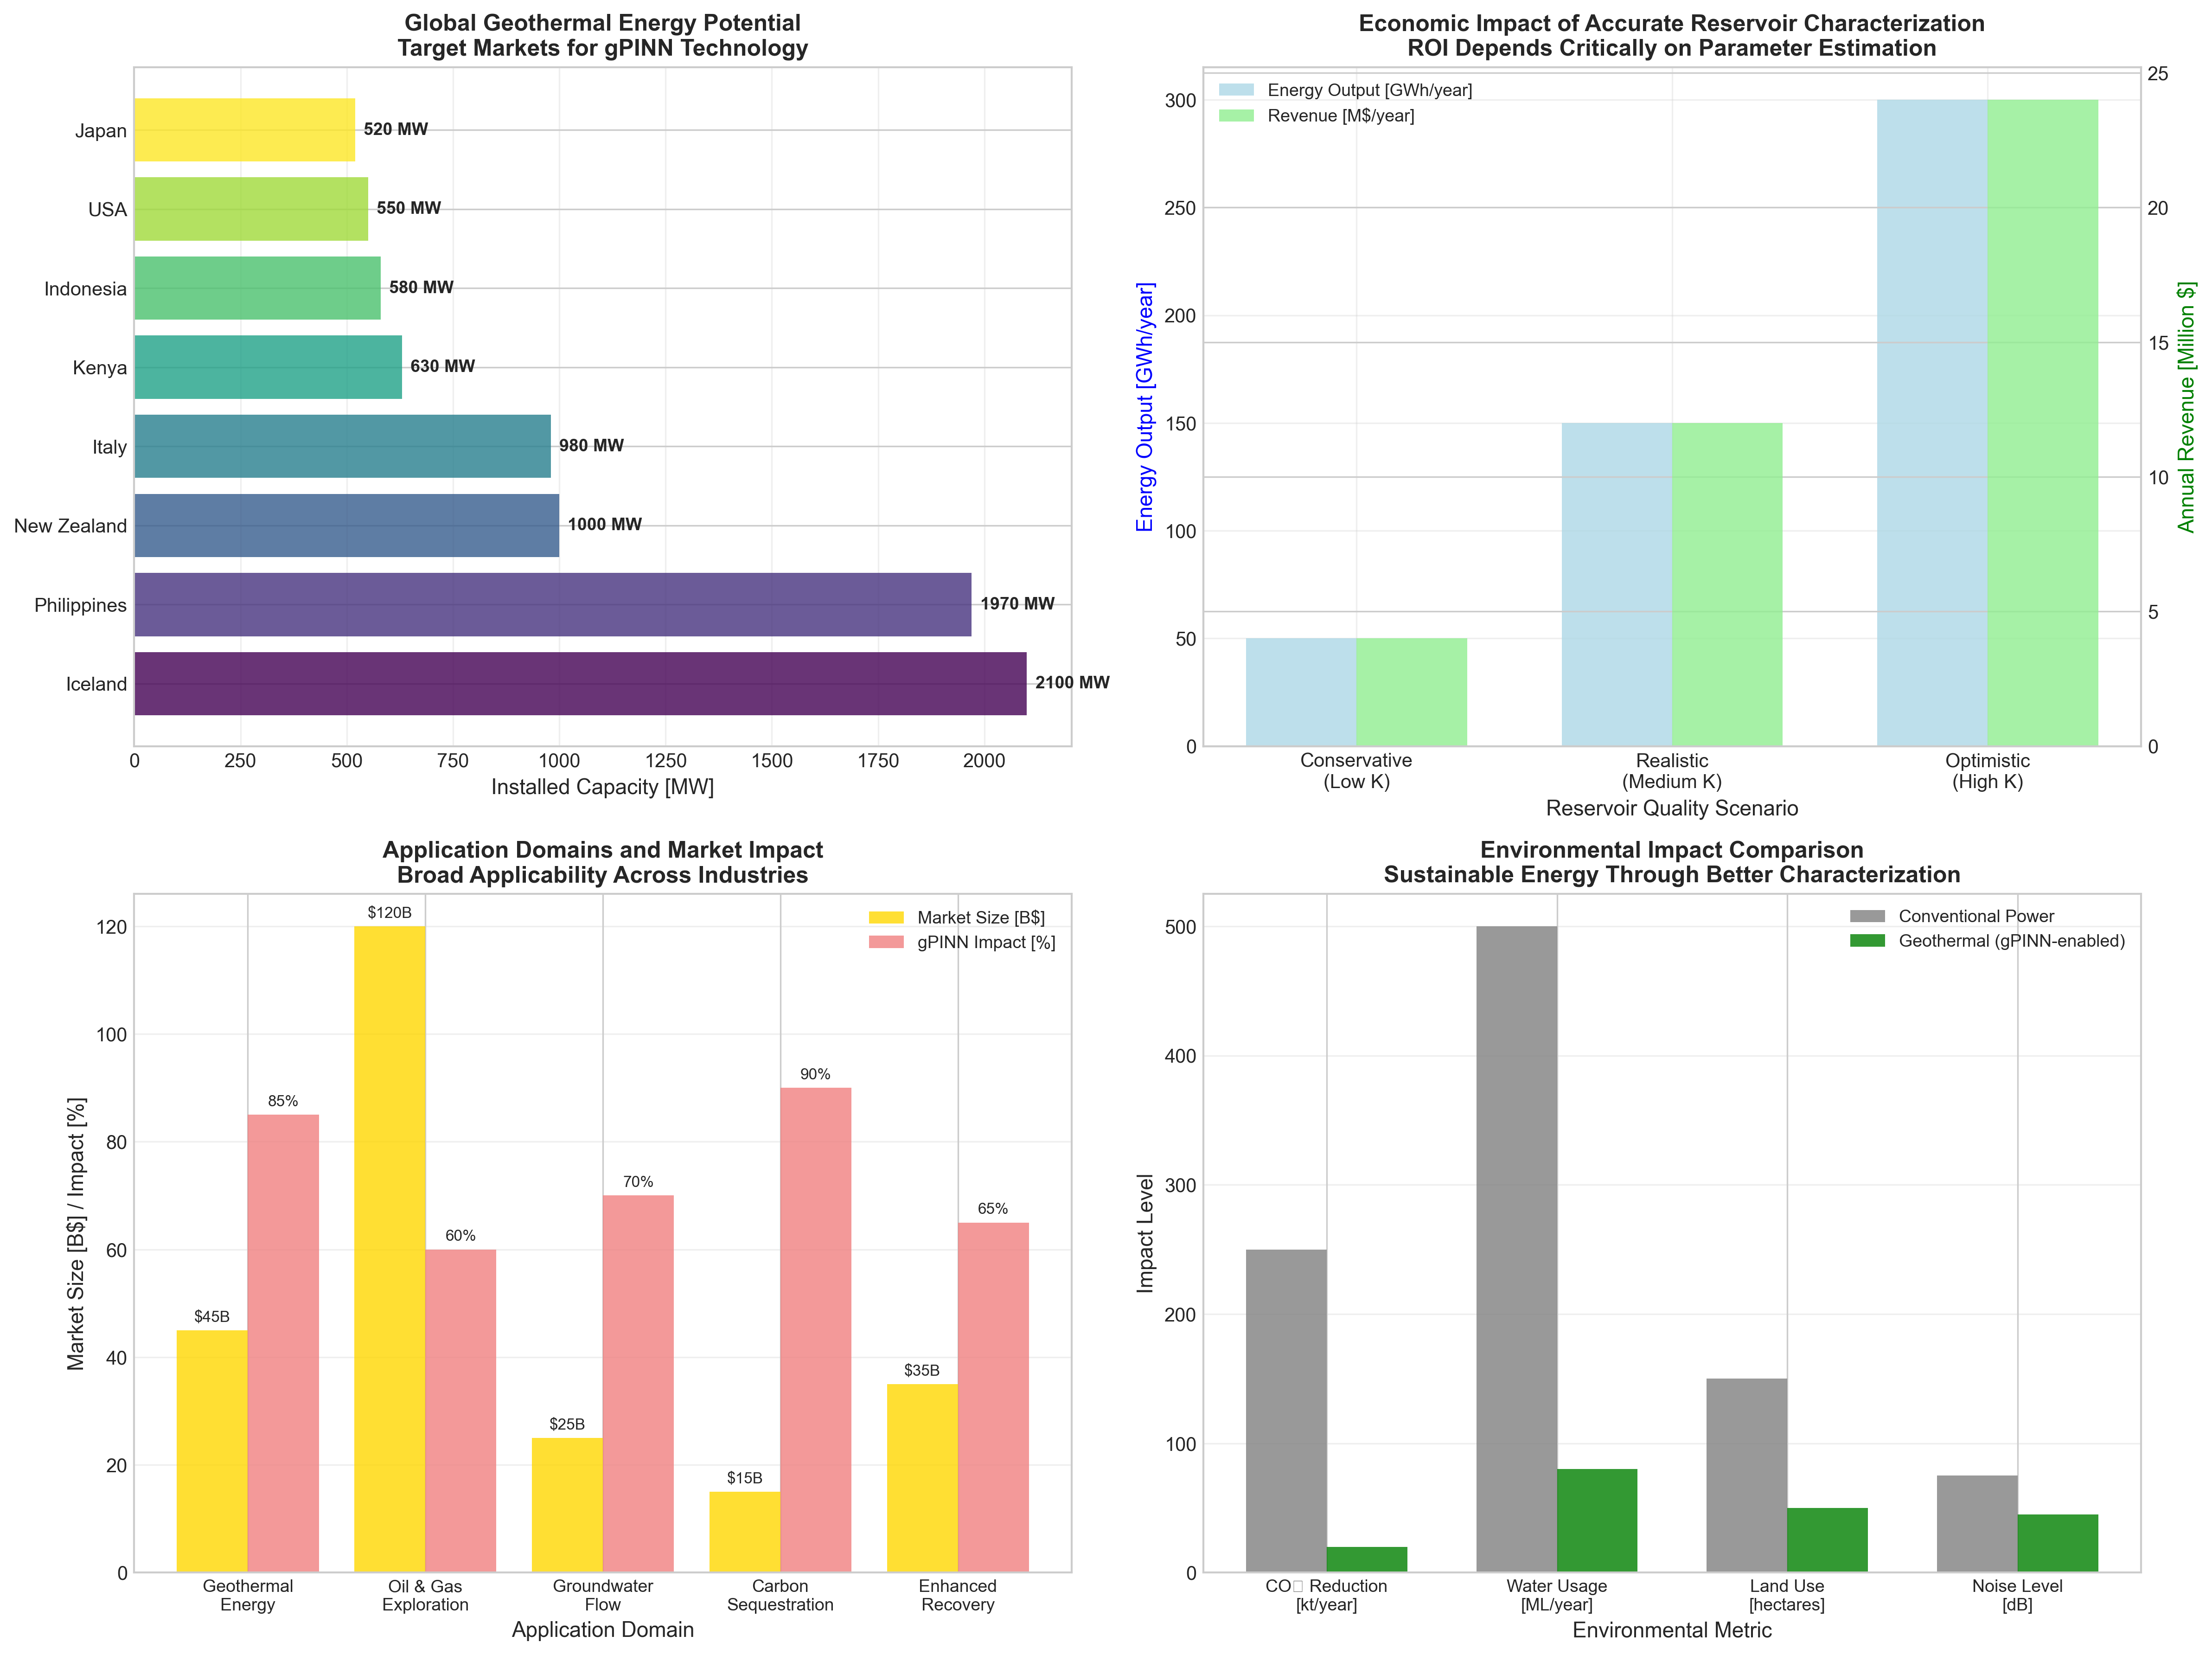 Global Geothermal Energy Potential
Target Markets for gPINN Technology
Japan
520 MW
USA
550 MW
Indonesia
580 MW
Kenya
630 MW
Italy
980 MW
New Zealand
1000 MW
Philippines
1970 MW
Iceland
2100 MW
0 250 500 750 1000 1250 1500 1750 2000
Installed Capacity [MW]
Economic Impact of Accurate Reservoir Characterization
ROI Depends Critically on Parameter Estimation
Energy Output [GWh/year]
Revenue [M$/year]
Energy Output [GWh/year]
300
250
200
150
100
50
0
25
20
15
10
5
0
Annual Revenue [Million $]
Conservative
(Low K)
Realistic
(Medium K)
Optimistic
(High K)
Reservoir Quality Scenario
Application Domains and Market Impact
Broad Applicability Across Industries
Market Size [B$]
gPINN Impact [%]
Market Size [B$] / Impact [%]
120
100
80
60
40
20
0
$45B
85%
$120B
60%
$25B
70%
$15B
90%
$35B
65%
Geothermal
Energy
Oil & Gas
Exploration
Groundwater
Flow
Carbon
Sequestration
Enhanced
Recovery
Application Domain
Environmental Impact Comparison
Sustainable Energy Through Better Characterization
Conventional Power
Geothermal (gPINN-enabled)
Impact Level
500
400
300
200
100
0
CO□ Reduction
[kt/year]
Water Usage
[ML/year]
Land Use
[hectares]
Noise Level
[dB]
Environmental Metric